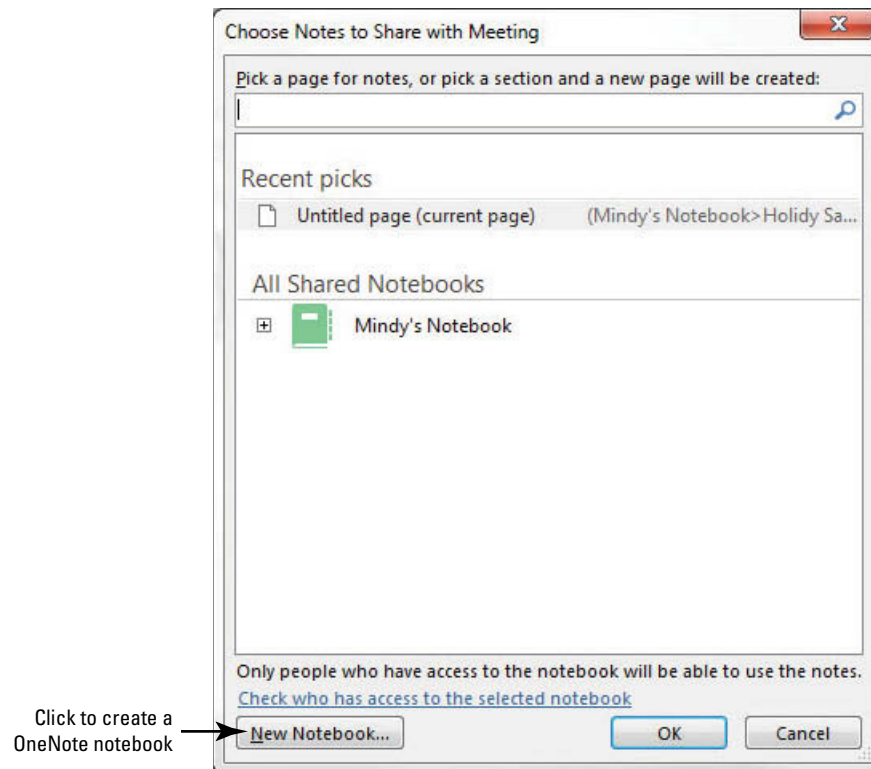 Choose Notes to Share with Meeting
Pick a page for notes, or pick a section and a new page will be created:
Recent picks
Untitled page (current page) (Mindy's Notebook>Holidy Sa...
All Shared Notebooks
Mindy's Notebook
Only people who have access to the notebook will be able to use the notes.
Check who has access to the selected notebook
Click to create a
OneNote notebook
New Notebook... OK Cancel